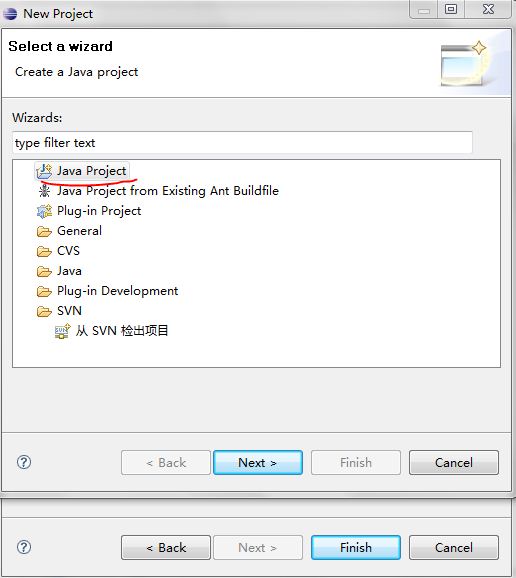 New Project
Select a wizard
Create a Java project
Wizards:
type filter text
Java Project
Java Project from Existing Ant Buildfile
Plug-in Project
General
CVS
Java
Plug-in Development
SVN
从 SVN 检出项目
< Back Next > Finish Cancel
< Back Next > Finish Cancel